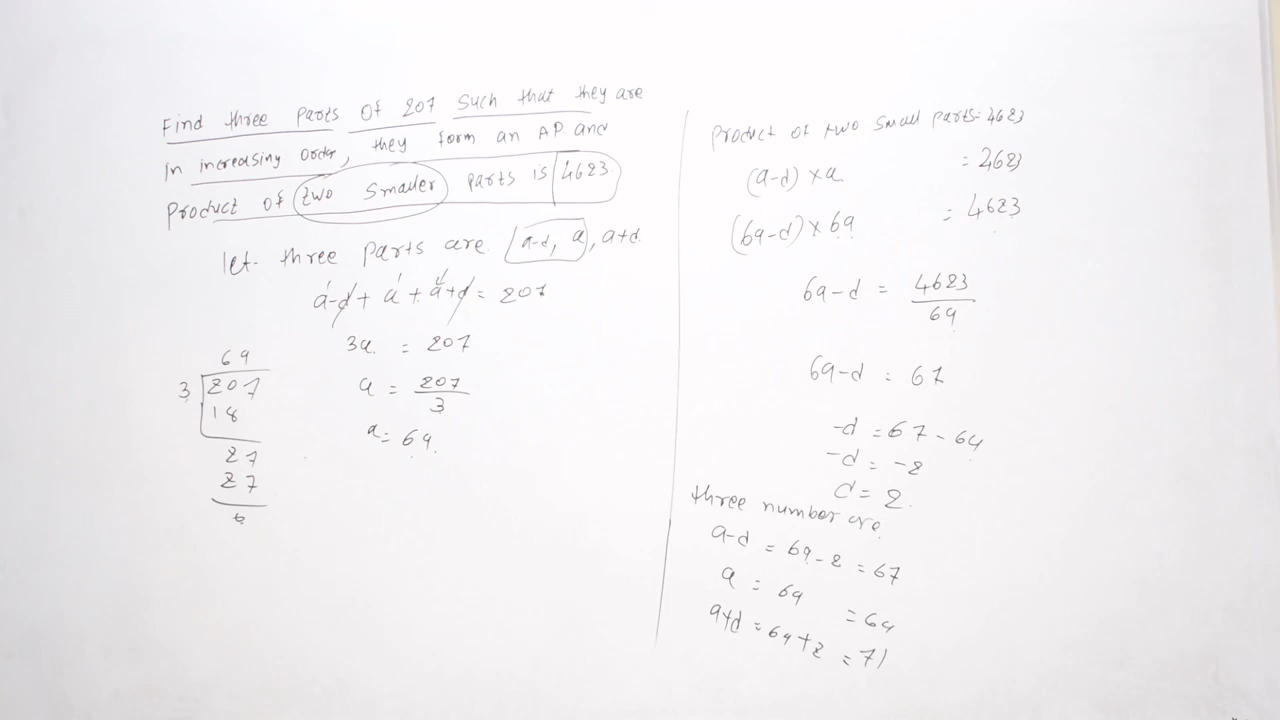 Find three parts of 207 such that they are
in increasing order, they form an AP and
Product of two smaller parts is 4623.
let three parts are (a-d, a), a+d.
a-d + a + a+d = 207
3a = 207
a = 207/3
a = 69
69
3 207
18
27
27
0
Product of two small parts = 4623
(a-d) x a = 2623
(69-d) x 69 = 4623
69-d = 4623/69
69-d = 67
-d = 67 - 69
-d = -2
d = 2
three number are
a-d = 69-2 = 67
a = 69 = 69
a+d = 69+2 = 71